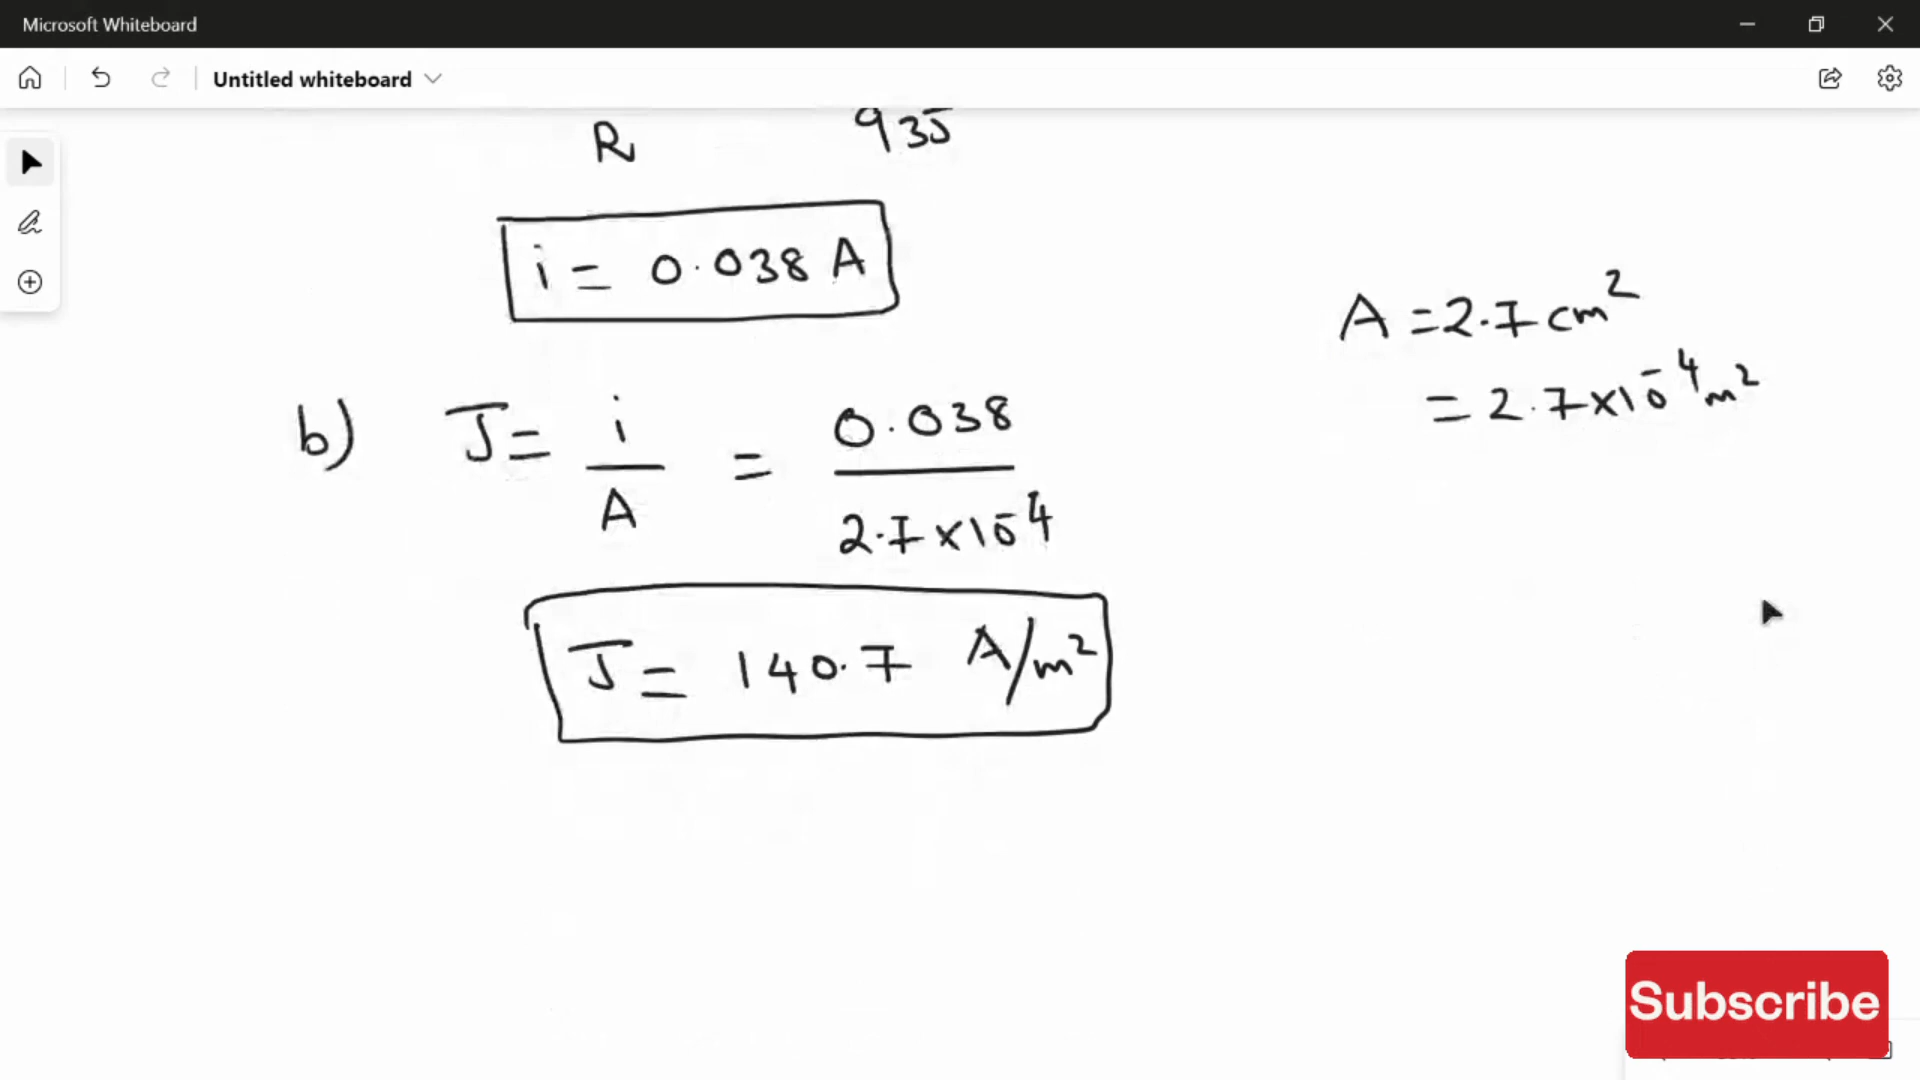 Microsoft Whiteboard
Untitled whiteboard
R 935
i = 0.038 A
A = 2.7 cm²
= 2.7×10⁻⁴ m²
b) J = i/A = 0.038/2.7×10⁻⁴
J = 140.7 A/m²
Subscribe